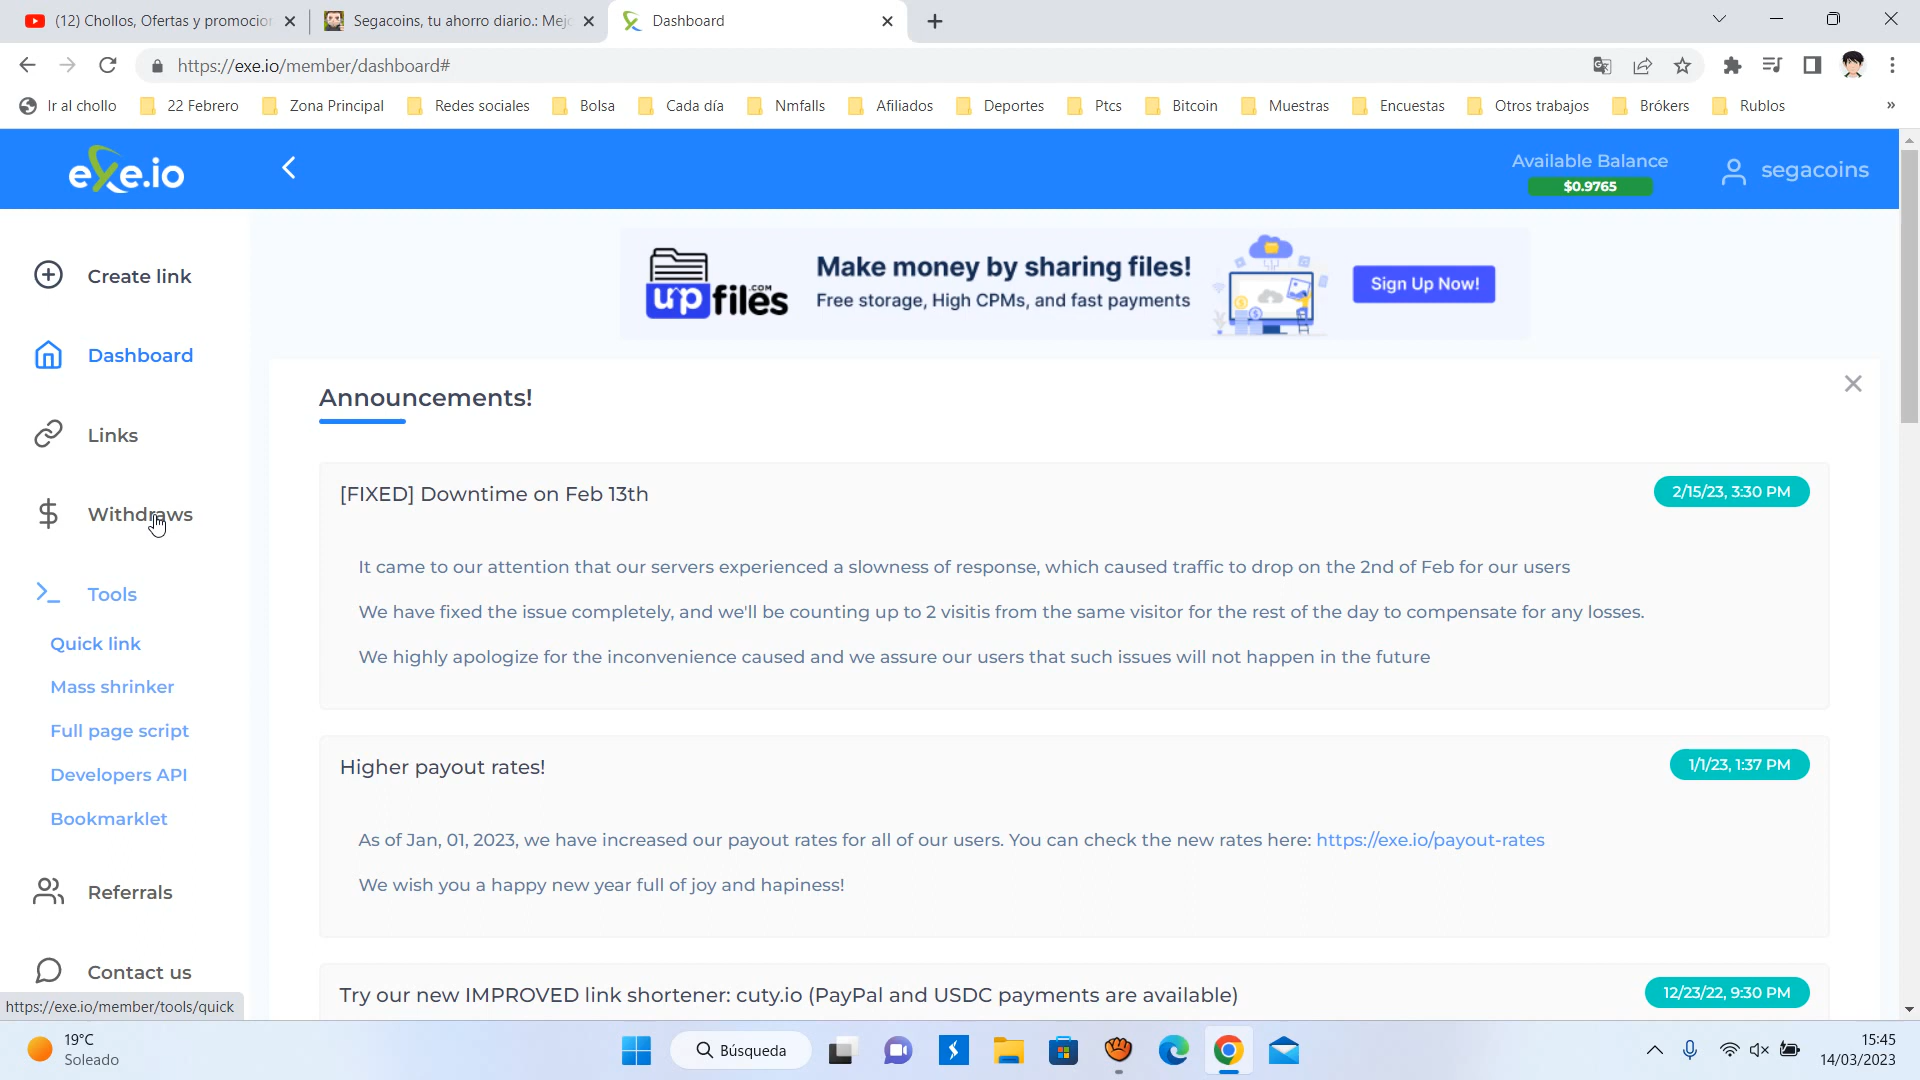 (12) Chollos, Ofertas y promocio
Segacoins, tu ahorro diario.: Mej
Dashboard
https://exe.io/member/dashboard#
Ir al chollo
22 Febrero
Zona Principal
Redes sociales
Bolsa
Cada día
Nmfalls
Afiliados
Deportes
Ptcs
Bitcoin
Muestras
Encuestas
Otros trabajos
Brókers
Rublos
»
exe.io
Available Balance
$0.9765
segacoins
Create link
Dashboard
Links
Withdraws
Tools
Quick link
Mass shrinker
Full page script
Developers API
Bookmarklet
Referrals
Contact us
https://exe.io/member/tools/quick
upfiles
.COM
Make money by sharing files!
Free storage, High CPMs, and fast payments
Sign Up Now!
Announcements!
[FIXED] Downtime on Feb 13th
2/15/23, 3:30 PM
It came to our attention that our servers experienced a slowness of response, which caused traffic to drop on the 2nd of Feb for our users
We have fixed the issue completely, and we'll be counting up to 2 visitis from the same visitor for the rest of the day to compensate for any losses.
We highly apologize for the inconvenience caused and we assure our users that such issues will not happen in the future
Higher payout rates!
1/1/23, 1:37 PM
As of Jan, 01, 2023, we have increased our payout rates for all of our users. You can check the new rates here: https://exe.io/payout-rates
We wish you a happy new year full of joy and hapiness!
Try our new IMPROVED link shortener: cuty.io (PayPal and USDC payments are available)
12/23/22, 9:30 PM
19°C
Soleado
Búsqueda
15:45
14/03/2023